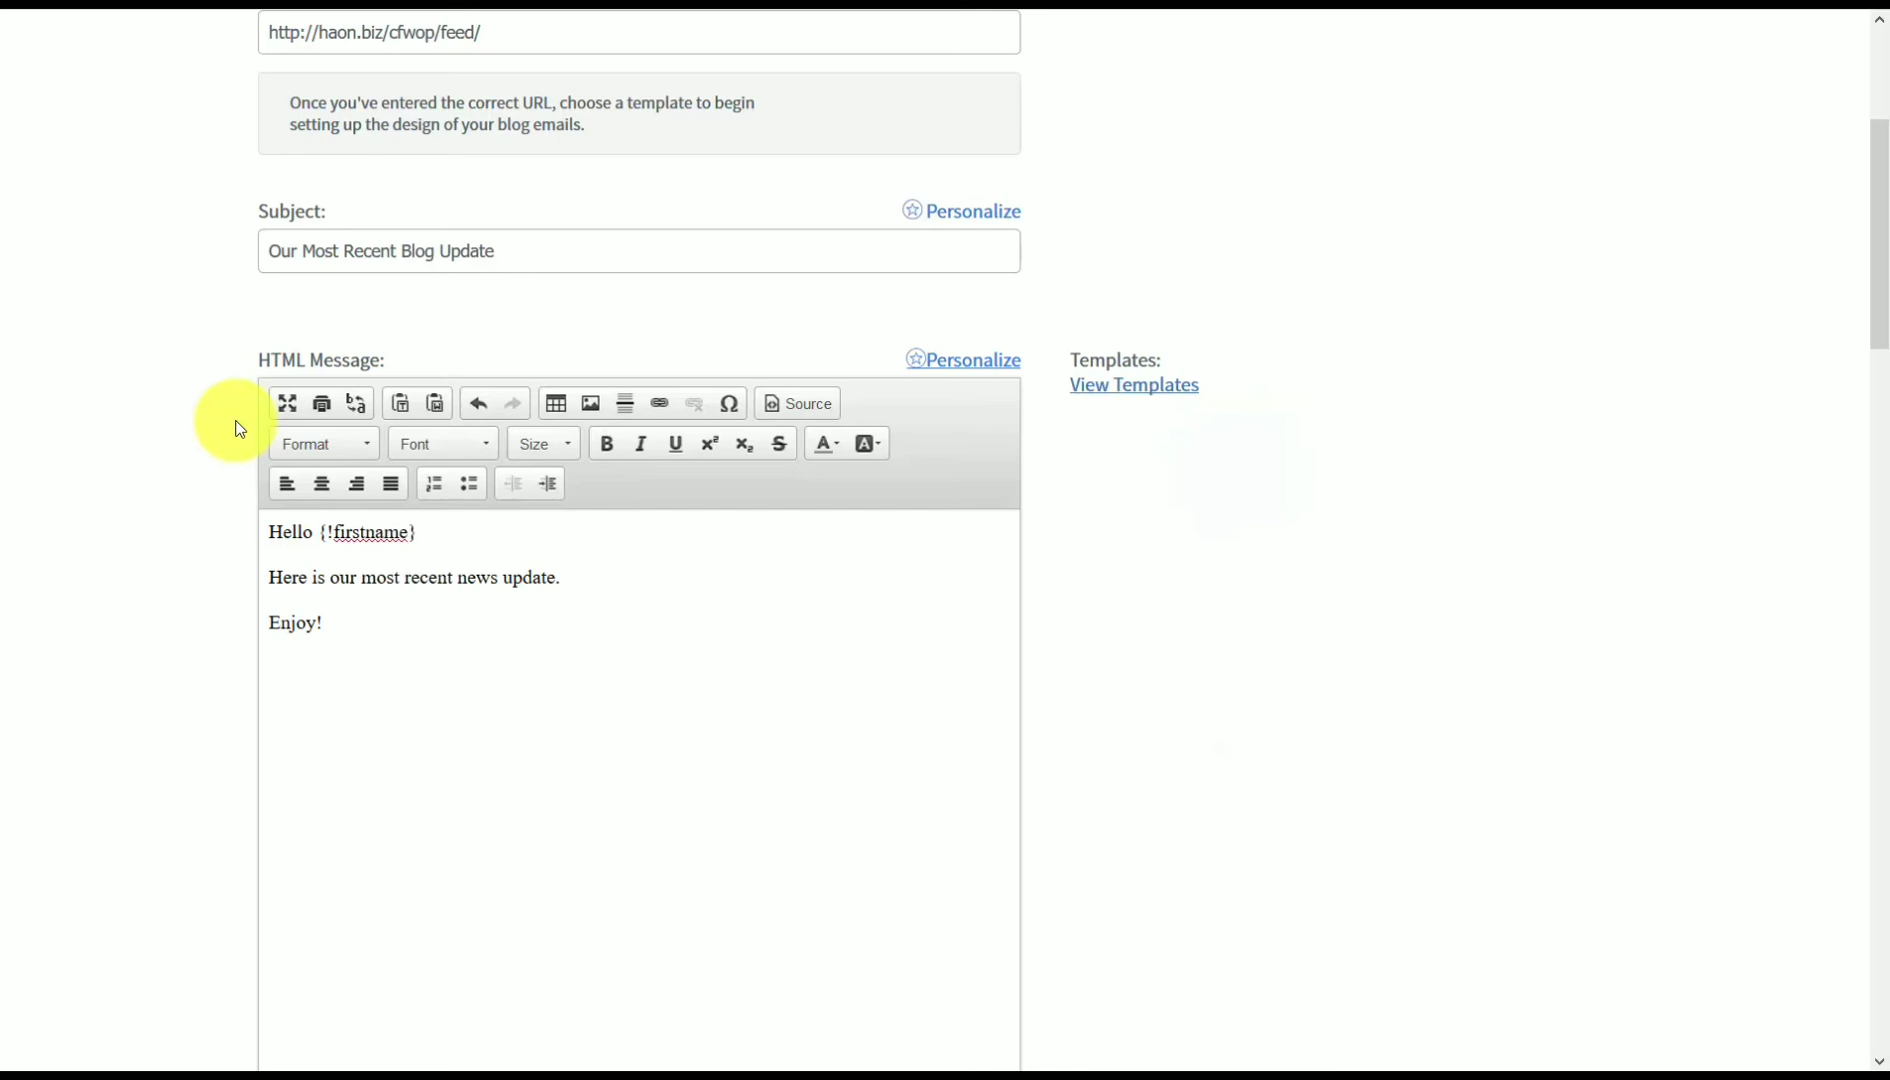 http://haon.biz/cfwop/feed/
Once you've entered the correct URL, choose a template to begin
setting up the design of your blog emails.
Subject:
Personalize
Our Most Recent Blog Update
HTML Message:
Personalize
Templates:
View Templates
Source
Format
Font
Size
Hello {!firstname}
Here is our most recent news update.
Enjoy!